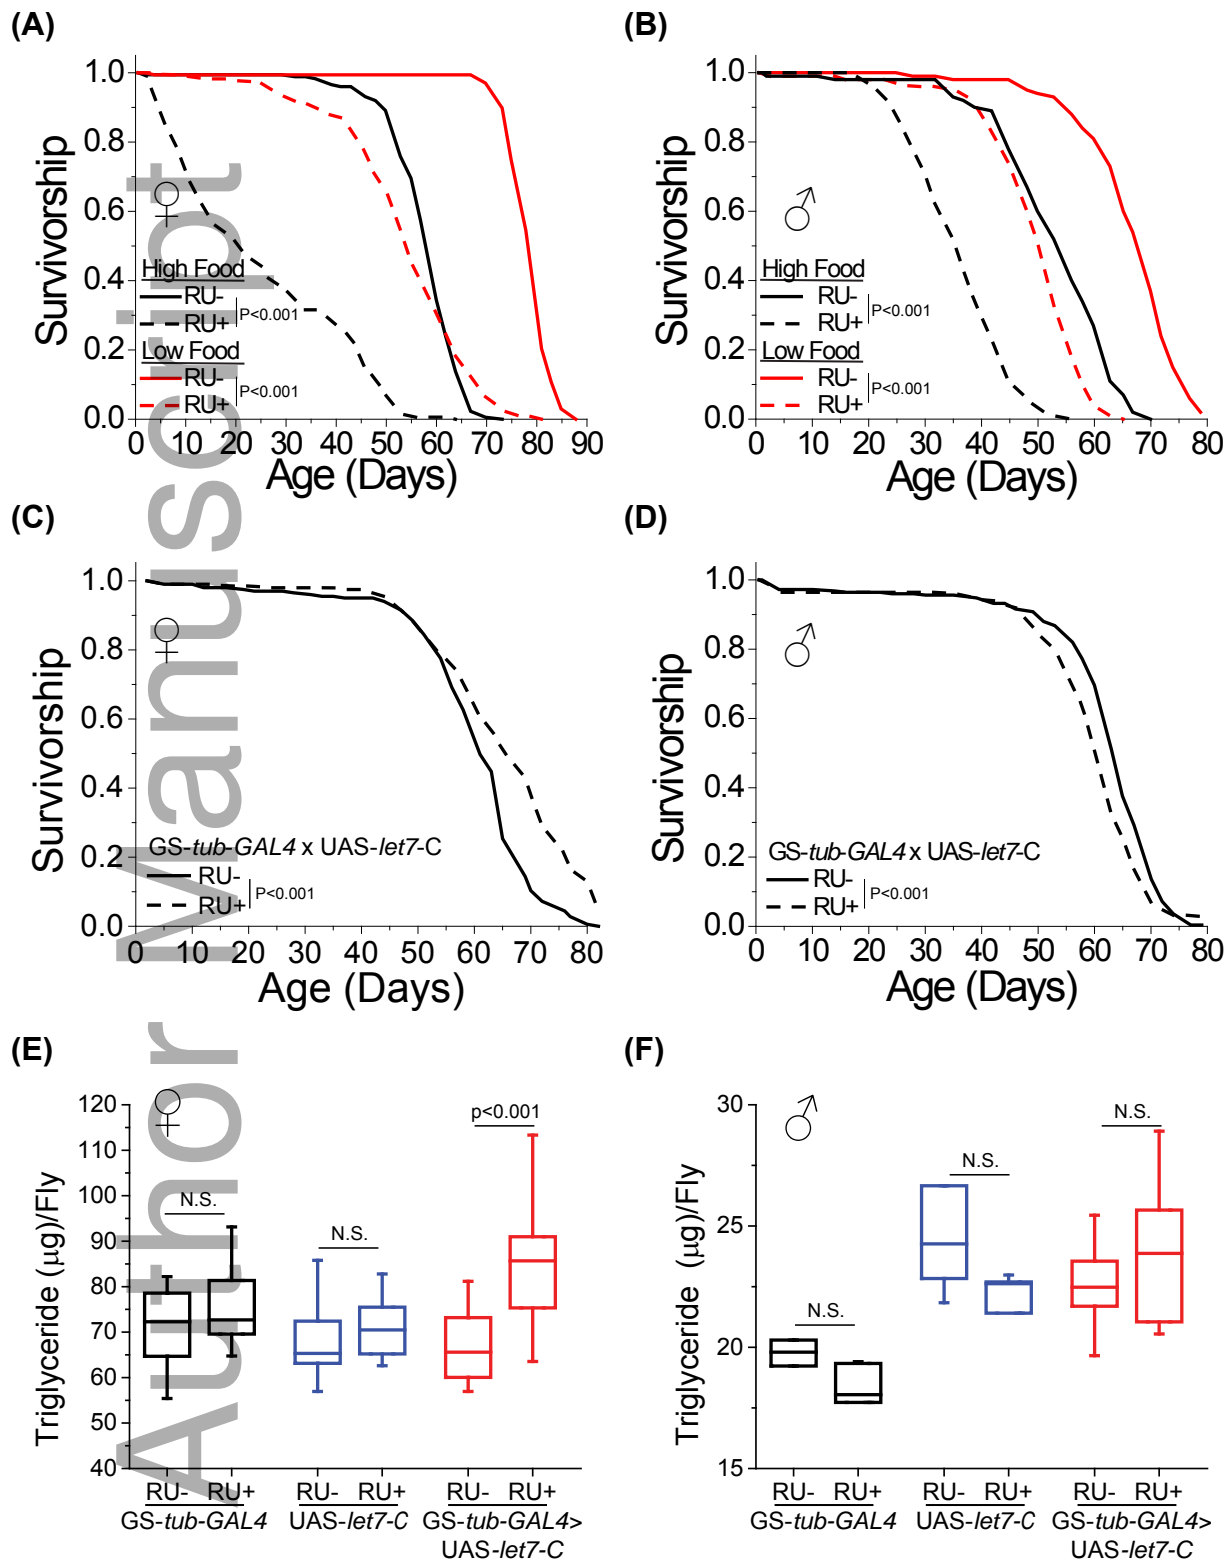 (A)
1.0
0.8
0.6
0.4
0.2
0.0
Survivorship
♀
High Food
RU-
RU+
P<0.001
Low Food
RU-
RU+
P<0.001
0 10 20 30 40 50 60 70 80 90
Age (Days)
(B)
1.0
0.8
0.6
0.4
0.2
0.0
Survivorship
♂
High Food
RU-
RU+
P<0.001
Low Food
RU-
RU+
P<0.001
0 10 20 30 40 50 60 70 80
Age (Days)
(C)
1.0
0.8
0.6
0.4
0.2
0.0
Survivorship
♀
GS-tub-GAL4 x UAS-let7-C
RU-
RU+
P<0.001
0 10 20 30 40 50 60 70 80
Age (Days)
(D)
1.0
0.8
0.6
0.4
0.2
0.0
Survivorship
♂
GS-tub-GAL4 x UAS-let7-C
RU-
RU+
P<0.001
0 10 20 30 40 50 60 70 80
Age (Days)
(E)
120
110
100
90
80
70
60
50
40
Triglyceride (µg)/Fly
♀
N.S.
N.S.
p<0.001
RU- RU+ RU- RU+ RU- RU+
GS-tub-GAL4 UAS-let7-C GS-tub-GAL4>
UAS-let7-C
(F)
30
25
20
15
Triglyceride (µg)/Fly
♂
N.S.
N.S.
N.S.
RU- RU+ RU- RU+ RU- RU+
GS-tub-GAL4 UAS-let7-C GS-tub-GAL4>
UAS-let7-C
Author Manuscript